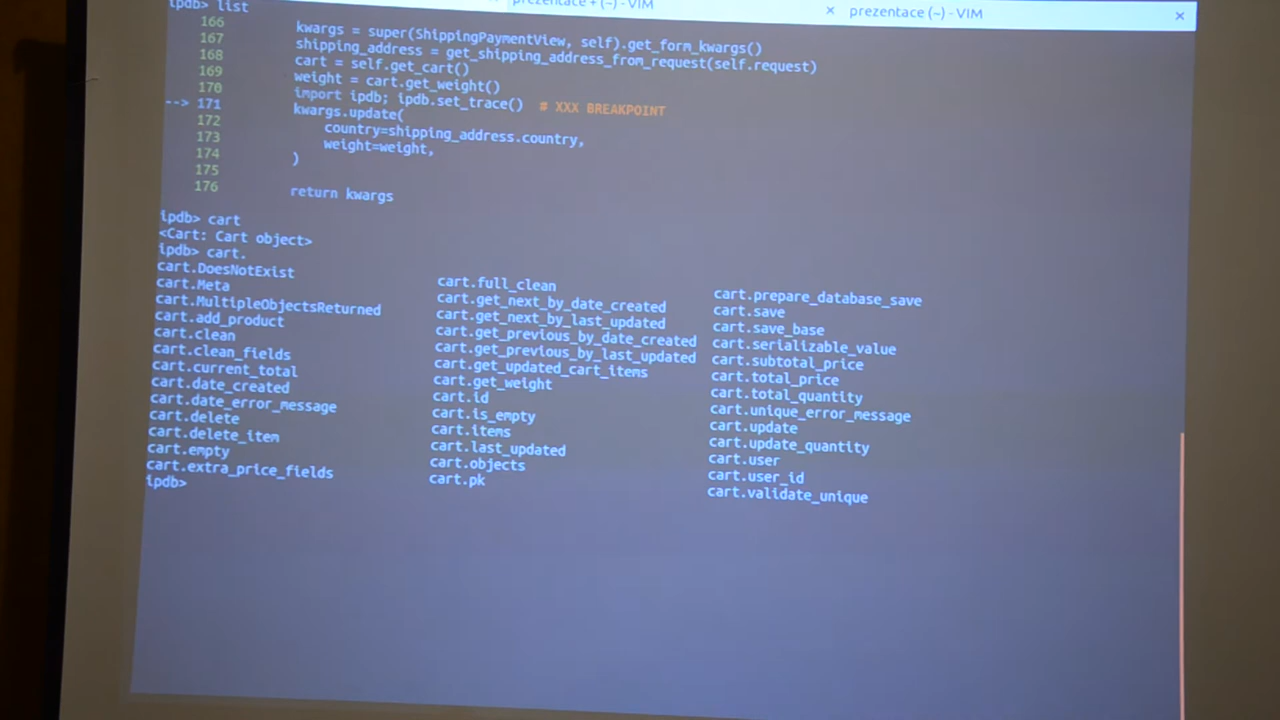 prezentace + (~) - VIM × prezentace (~) - VIM ×
ipdb> list
166 kwargs = super(ShippingPaymentView, self).get_form_kwargs()
167 shipping_address = get_shipping_address_from_request(self.request)
168 cart = self.get_cart()
169 weight = cart.get_weight()
170 import ipdb; ipdb.set_trace() # XXX BREAKPOINT
--> 171 kwargs.update(
172 country=shipping_address.country,
173 weight=weight,
174 )
175
176 return kwargs
ipdb> cart
<Cart: Cart object>
ipdb> cart.
cart.DoesNotExist cart.full_clean cart.prepare_database_save
cart.Meta cart.get_next_by_date_created cart.save
cart.MultipleObjectsReturned cart.get_next_by_last_updated cart.save_base
cart.add_product cart.get_previous_by_date_created cart.serializable_value
cart.clean cart.get_previous_by_last_updated cart.subtotal_price
cart.clean_fields cart.get_updated_cart_items cart.total_price
cart.current_total cart.get_weight cart.total_quantity
cart.date_created cart.id cart.unique_error_message
cart.date_error_message cart.is_empty cart.update
cart.delete cart.items cart.update_quantity
cart.delete_item cart.last_updated cart.user
cart.empty cart.objects cart.user_id
cart.extra_price_fields cart.pk cart.validate_unique
ipdb>